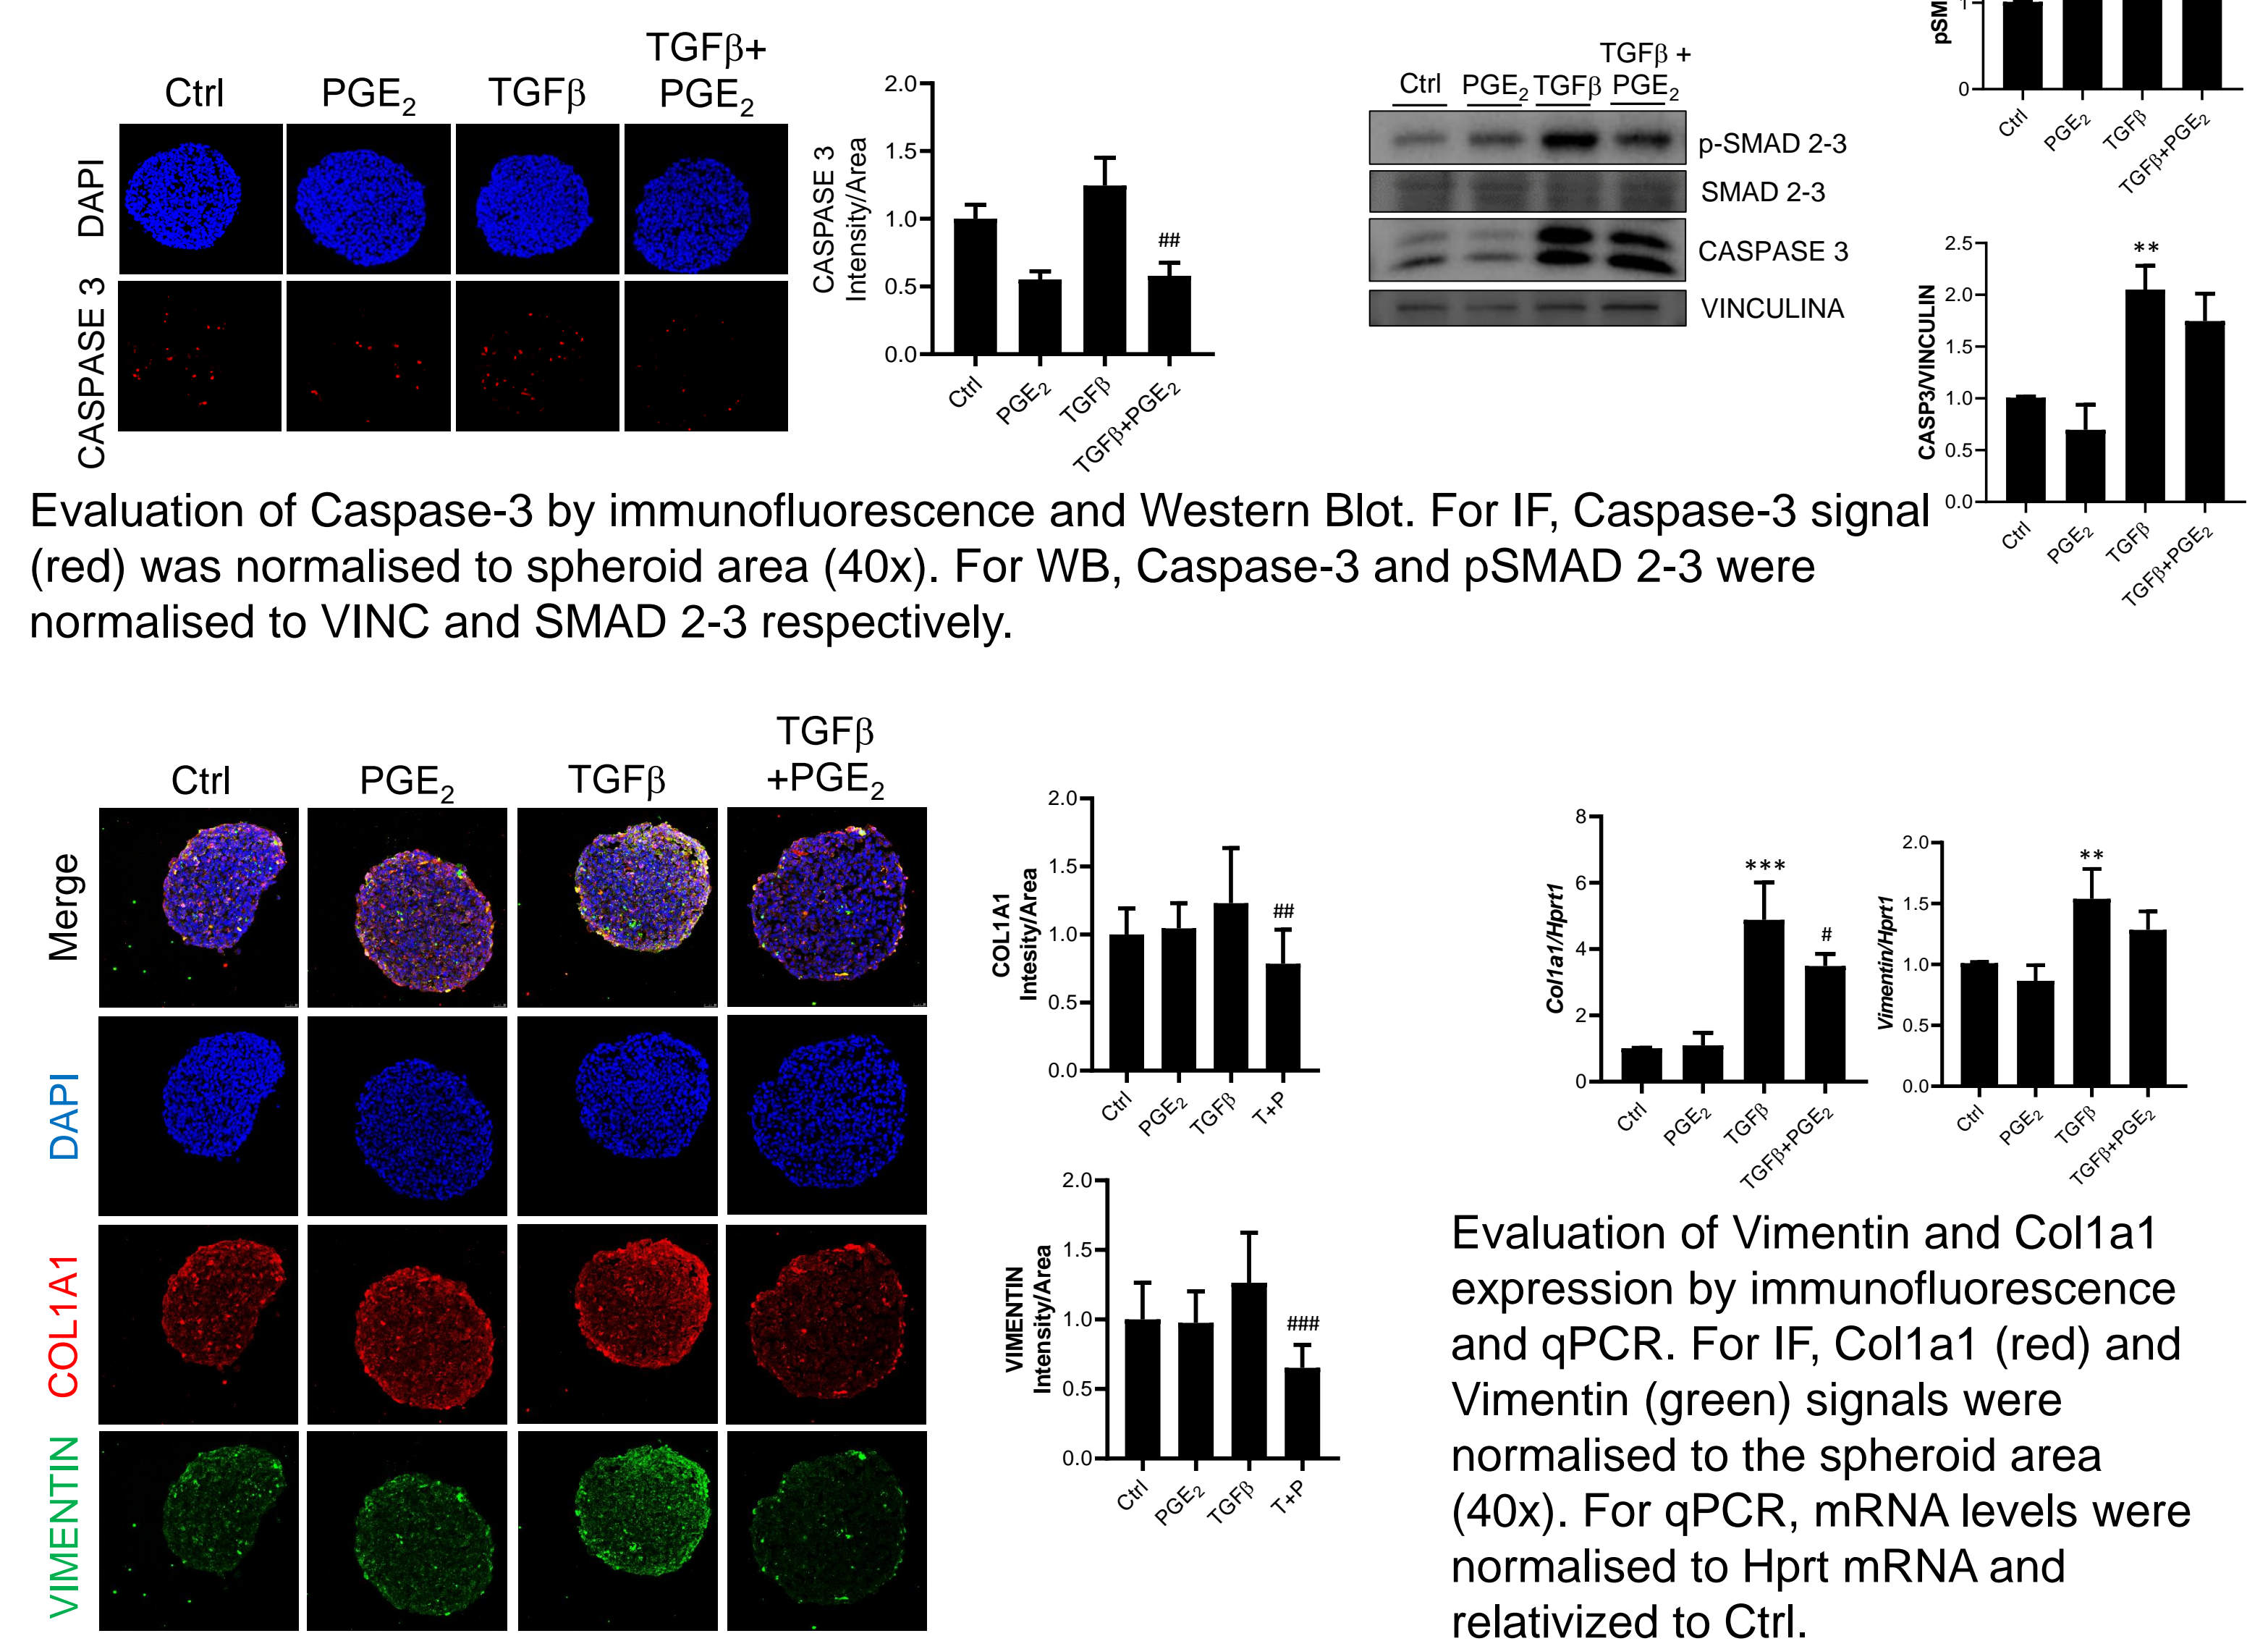 Ctrl
PGE2
TGFβ
TGFβ+
PGE2
DAPI
CASPASE 3
CASPASE 3
Intensity/Area
2.0
1.5
1.0
0.5
0.0
##
Ctrl
PGE2
TGFβ
TGFβ+PGE2
Ctrl
PGE2
TGFβ
TGFβ +
PGE2
p-SMAD 2-3
SMAD 2-3
CASPASE 3
VINCULINA
pSM
1
0
Ctrl
PGE2
TGFβ
TGFβ+PGE2
CASP3/VINCULIN
2.5
2.0
1.5
1.0
0.5
0.0
**
Ctrl
PGE2
TGFβ
TGFβ+PGE2
Evaluation of Caspase-3 by immunofluorescence and Western Blot. For IF, Caspase-3 signal
(red) was normalised to spheroid area (40x). For WB, Caspase-3 and pSMAD 2-3 were
normalised to VINC and SMAD 2-3 respectively.
Ctrl
PGE2
TGFβ
TGFβ
+PGE2
Merge
DAPI
COL1A1
VIMENTIN
COL1A1
Intesity/Area
2.0
1.5
1.0
0.5
0.0
##
Ctrl
PGE2
TGFβ
T+P
VIMENTIN
Intensity/Area
2.0
1.5
1.0
0.5
0.0
###
Ctrl
PGE2
TGFβ
T+P
Col1a1/Hprt1
8
6
4
2
0
***
#
Ctrl
PGE2
TGFβ
TGFβ+PGE2
Vimentin/Hprt1
2.0
1.5
1.0
0.5
0.0
**
Ctrl
PGE2
TGFβ
TGFβ+PGE2
Evaluation of Vimentin and Col1a1
expression by immunofluorescence
and qPCR. For IF, Col1a1 (red) and
Vimentin (green) signals were
normalised to the spheroid area
(40x). For qPCR, mRNA levels were
normalised to Hprt mRNA and
relativized to Ctrl.